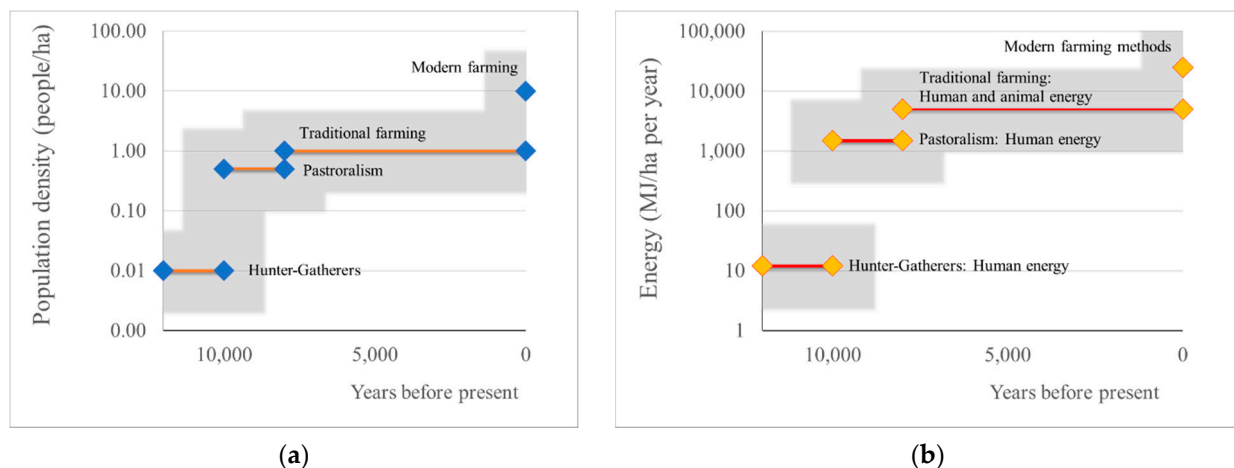 Population density (people/ha)
100.00
10.00
1.00
0.10
0.01
0.00
Modern farming
Traditional farming
Pastroralism
Hunter-Gatherers
10,000
5,000
0
Years before present
(a)
Energy (MJ/ha per year)
100,000
10,000
1,000
100
10
1
Modern farming methods
Traditional farming:
Human and animal energy
Pastoralism: Human energy
Hunter-Gatherers: Human energy
10,000
5,000
0
Years before present
(b)